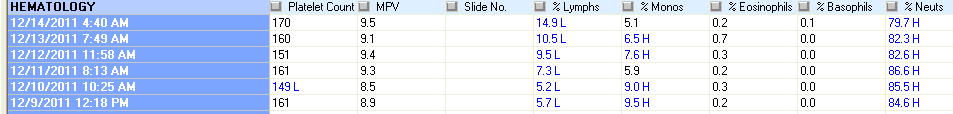 HEMATOLOGY Platelet Count MPV Slide No. % Lymphs % Monos % Eosinophils % Basophils % Neuts
12/14/2011 4:40 AM 170 9.5 14.9 L 5.1 0.2 0.1 79.7 H
12/13/2011 7:49 AM 160 9.1 10.5 L 6.5 H 0.7 0.0 82.3 H
12/12/2011 11:58 AM 151 9.4 9.5 L 7.6 H 0.3 0.0 82.6 H
12/11/2011 8:13 AM 161 9.3 7.3 L 5.9 0.2 0.0 86.6 H
12/10/2011 10:25 AM 149 L 8.5 5.2 L 9.0 H 0.3 0.0 85.5 H
12/9/2011 12:18 PM 161 8.9 5.7 L 9.5 H 0.2 0.0 84.6 H